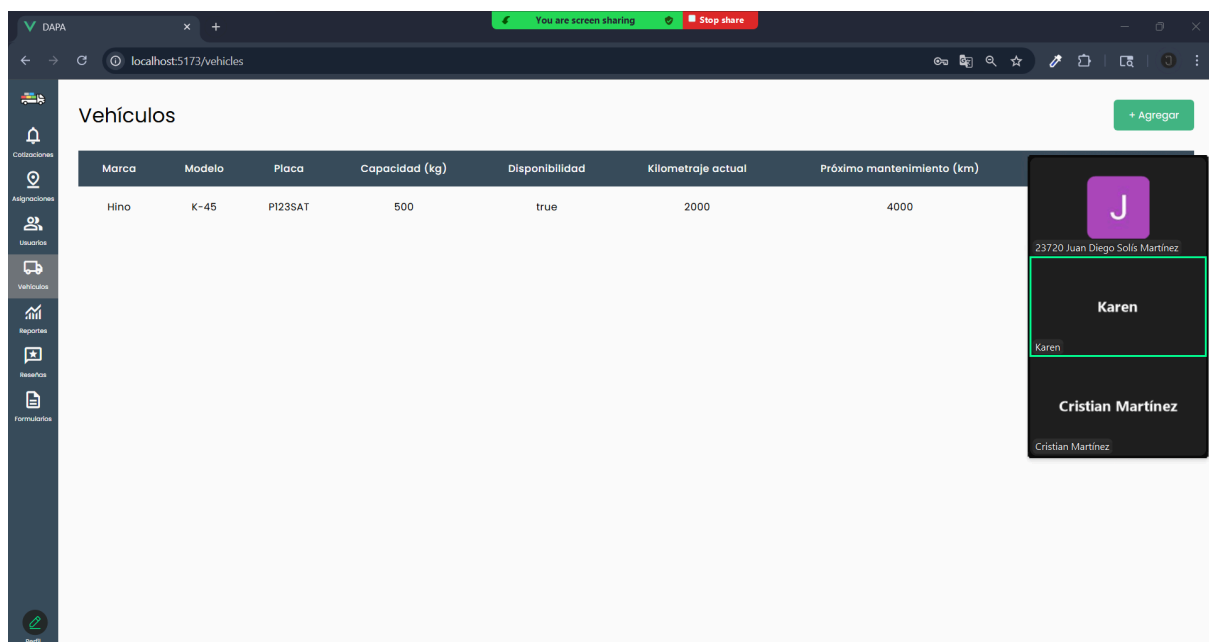 DAPA
You are screen sharing
Stop share
localhost:5173/vehicles
J
Vehículos
+ Agregar
Cotizaciones
Asignaciones
Usuarios
Vehículos
Reportes
Reseñas
Formularios
Perfil
Marca Modelo Placa Capacidad (kg) Disponibilidad Kilometraje actual Próximo mantenimiento (km)
Hino K-45 P123SAT 500 true 2000 4000
J
23720 Juan Diego Solís Martínez
Karen
Karen
Cristian Martínez
Cristian Martínez